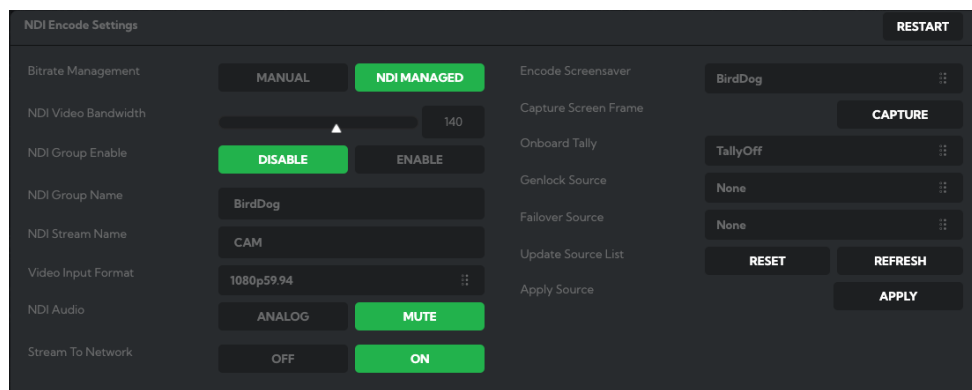 NDI Encode Settings
RESTART
Bitrate Management
MANUAL
NDI MANAGED
NDI Video Bandwidth
140
NDI Group Enable
DISABLE
ENABLE
NDI Group Name
BirdDog
NDI Stream Name
CAM
Video Input Format
1080p59.94
NDI Audio
ANALOG
MUTE
Stream To Network
OFF
ON
Encode Screensaver
BirdDog
Capture Screen Frame
CAPTURE
Onboard Tally
TallyOff
Genlock Source
None
Failover Source
None
Update Source List
RESET
REFRESH
Apply Source
APPLY